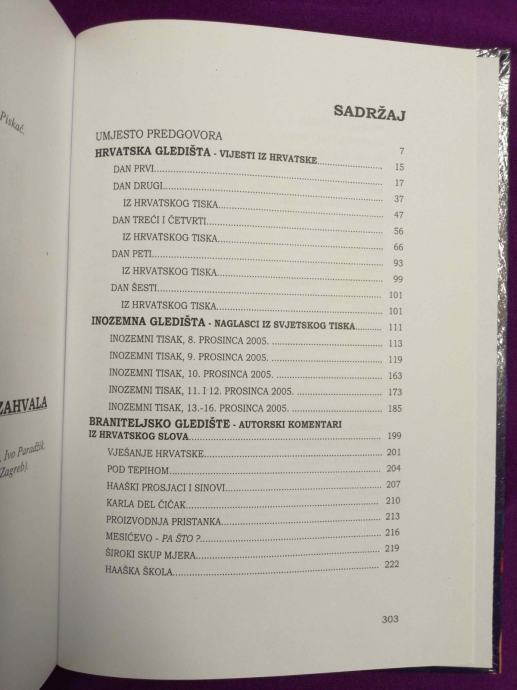 Piskač.
ZAHVALA
, Ivo Paradžik.
Zagreb).
SADRŽAJ
UMJESTO PREDGOVORA 7
HRVATSKA GLEDIŠTA - VIJESTI IZ HRVATSKE 15
DAN PRVI 17
DAN DRUGI 37
IZ HRVATSKOG TISKA 47
DAN TREĆI I ČETVRTI 56
IZ HRVATSKOG TISKA 66
DAN PETI 93
IZ HRVATSKOG TISKA 99
DAN ŠESTI 101
IZ HRVATSKOG TISKA 101
INOZEMNA GLEDIŠTA - NAGLASCI IZ SVJETSKOG TISKA 111
INOZEMNI TISAK, 8. PROSINCA 2005. 113
INOZEMNI TISAK, 9. PROSINCA 2005. 119
INOZEMNI TISAK, 10. PROSINCA 2005. 163
INOZEMNI TISAK, 11. I 12. PROSINCA 2005. 173
INOZEMNI TISAK, 13.-16. PROSINCA 2005. 185
BRANITELJSKO GLEDIŠTE - AUTORSKI KOMENTARI
IZ HRVATSKOG SLOVA 199
VJEŠANJE HRVATSKE 201
POD TEPIHOM 204
HAAŠKI PROSJACI I SINOVI 207
KARLA DEL ČIČAK 210
PROIZVODNJA PRISTANKA 213
MESIĆEVO - PA ŠTO? 216
ŠIROKI SKUP MJERA 219
HAAŠKA ŠKOLA 222
303